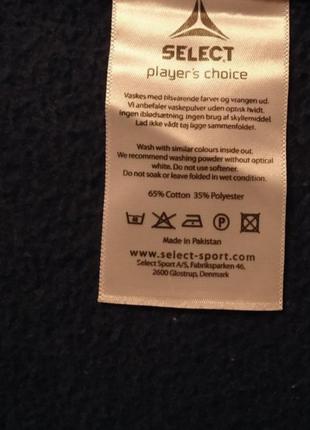 SELECT
player's choice
Vaskes med tilsvarende farver og vrangen ud.
Vi anbefaler vaskepulver uden optisk hvidt.
Ingen iblødsætning. Ingen brug af skyllemiddel.
Lad ikke vådt tøj ligge sammenfoldet.
Wash with similar colours inside out.
We recommend washing powder without optical
white. Do not use softener.
Do not soak or leave folded in wet condition.
65% Cotton 35% Polyester
P
Made in Pakistan
www.select-sport.com
Select Sport A/S, Fabriksparken 46,
2600 Glostrup, Denmark